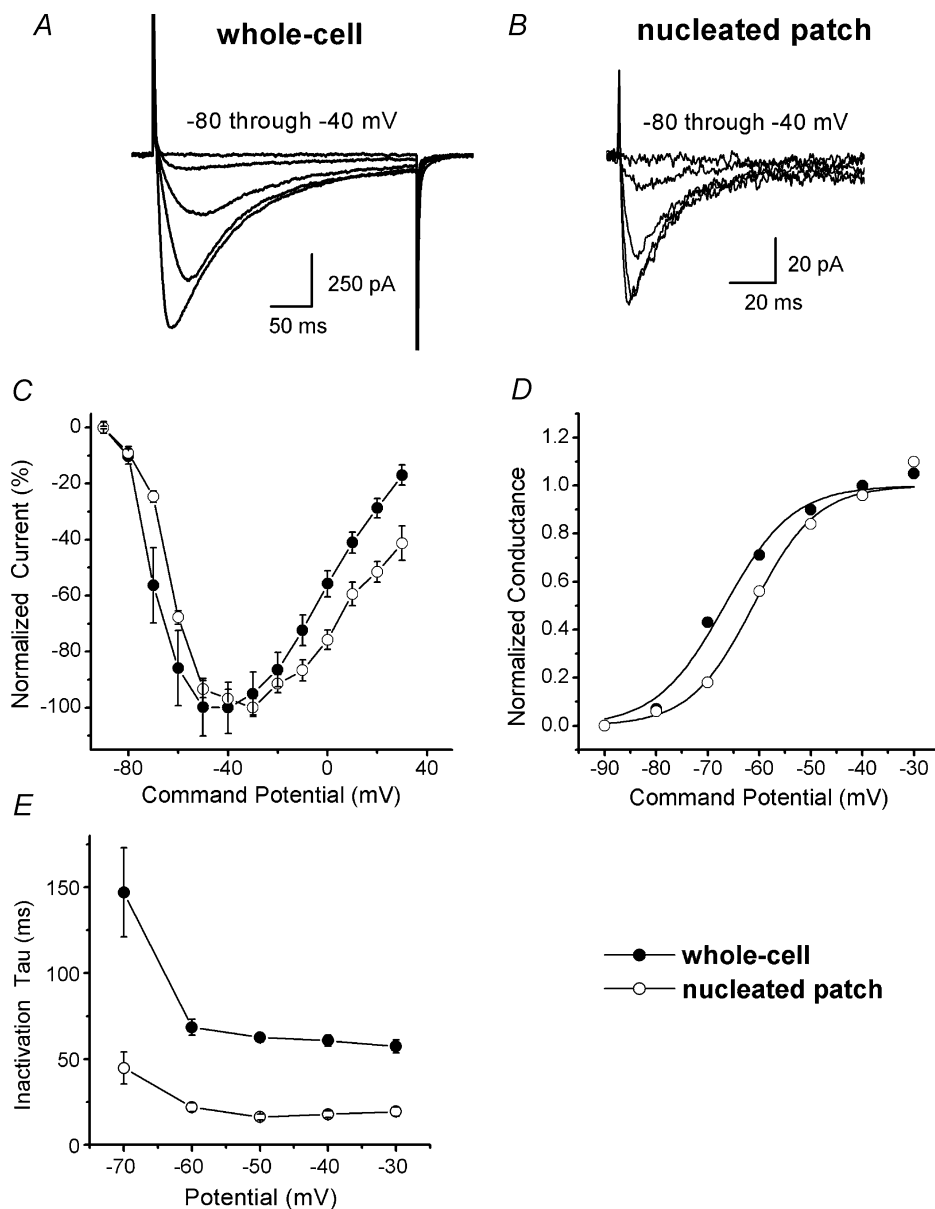 A
whole-cell
-80 through -40 mV
250 pA
50 ms
B
nucleated patch
-80 through -40 mV
20 pA
20 ms
C
Normalized Current (%)
0
-20
-40
-60
-80
-100
-80
-40
0
40
Command Potential (mV)
D
Normalized Conductance
1.2
1.0
0.8
0.6
0.4
0.2
0.0
-90
-80
-70
-60
-50
-40
-30
Command Potential (mV)
E
Inactivation Tau (ms)
150
100
50
0
-70
-60
-50
-40
-30
Potential (mV)
whole-cell
nucleated patch